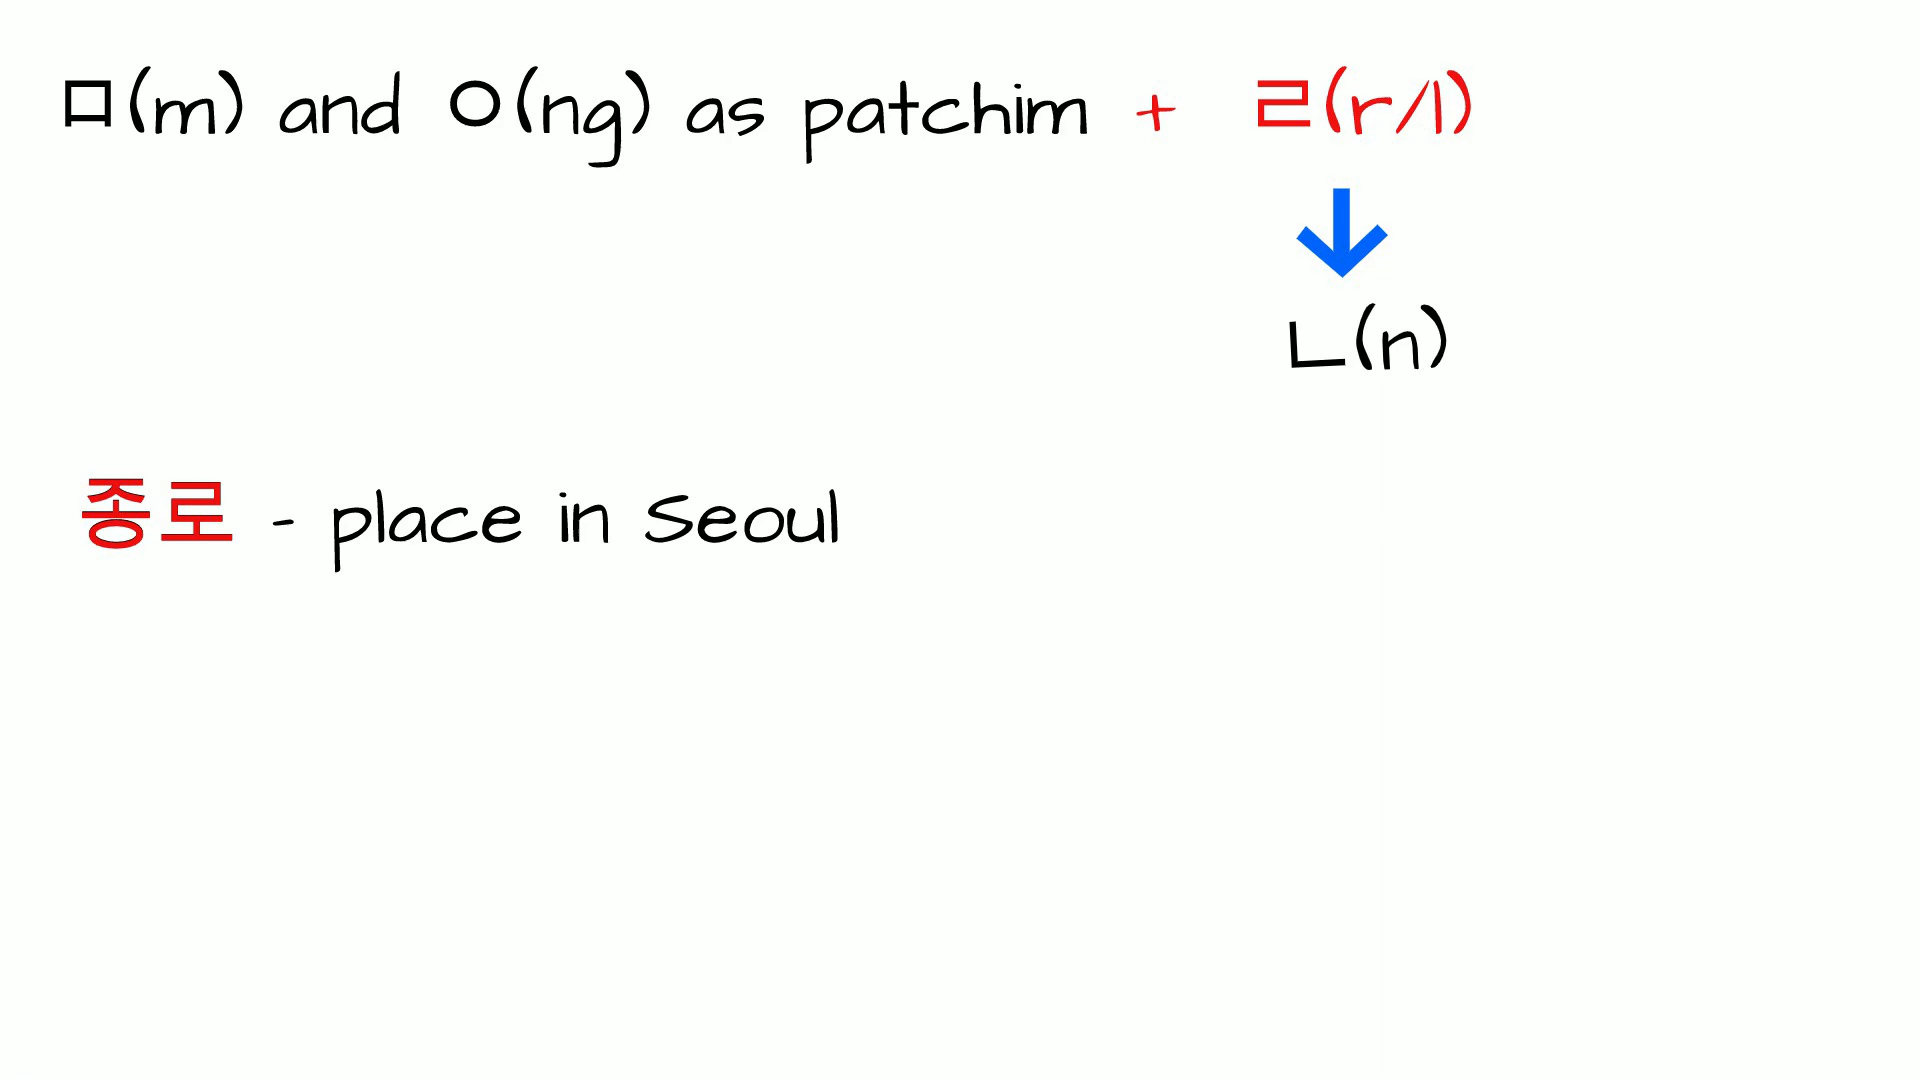 ㅁ(m) and ㅇ(ng) as patchim + ㄹ(r/l)
ㄴ(n)
종로 - place in Seoul